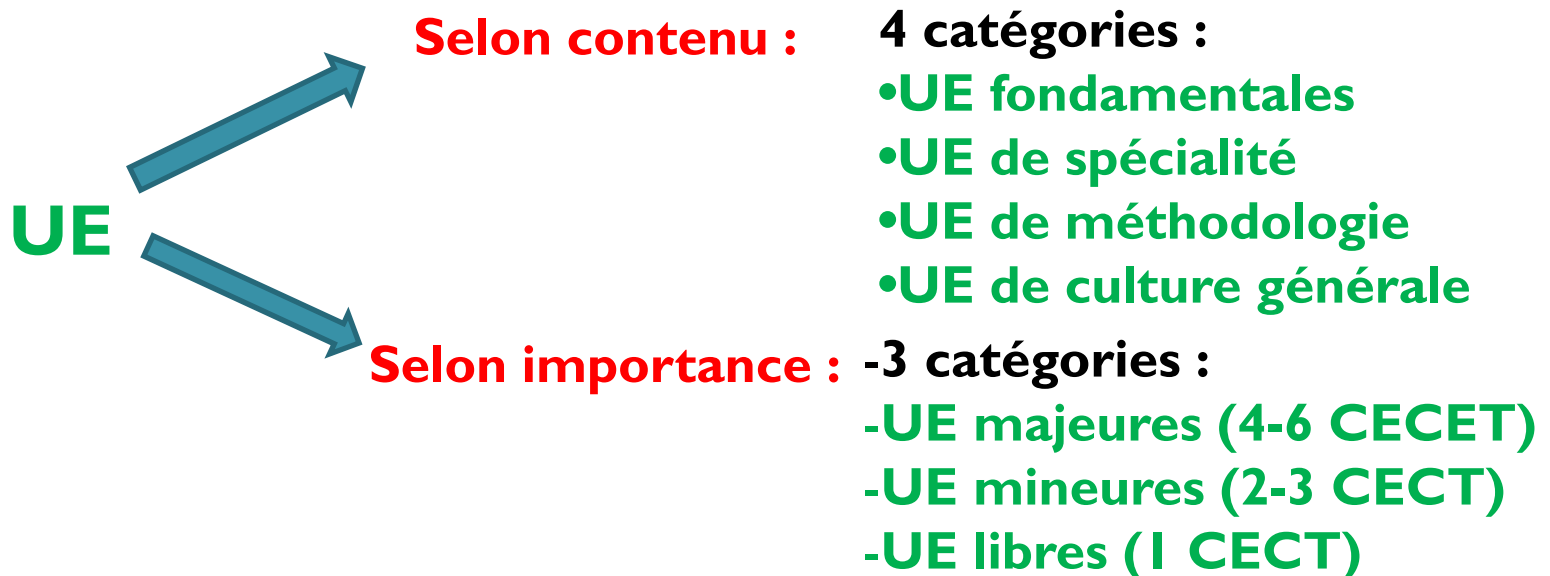 UE
Selon contenu :
4 catégories :
•UE fondamentales
•UE de spécialité
•UE de méthodologie
•UE de culture générale
Selon importance :
-3 catégories :
-UE majeures (4-6 CECET)
-UE mineures (2-3 CECT)
-UE libres (1 CECT)